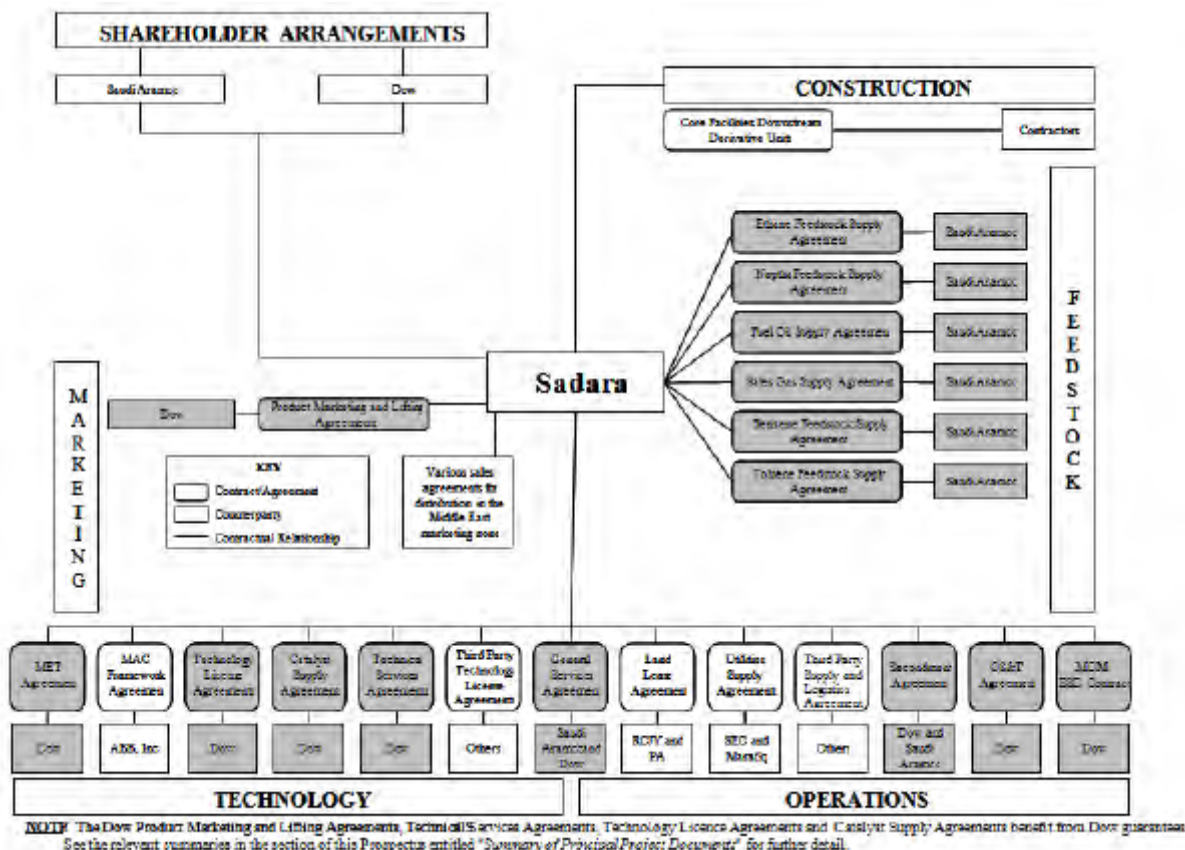 SHAREHOLDER ARRANGEMENTS
Saudi Aramco
Dow
CONSTRUCTION
Core Facilities Downstream
Derivative Units
Contractors
Ethane Feedstock Supply
Agreement
Saudi Aramco
Naptha Feedstock Supply
Agreement
Saudi Aramco
Fuel Oil Supply Agreement
Saudi Aramco
Sales Gas Supply Agreement
Saudi Aramco
Benzene Feedstock Supply
Agreement
Saudi Aramco
Toluene Feedstock Supply
Agreement
Saudi Aramco
FEEDSTOCK
Sadara
MARKETING
Dow
Product Marketing and Lifting
Agreement
KEY
Contract/Agreement
Counterparty
Contractual Relationship
Various sales
agreements for
distribution in the
Middle East
marketing zone
MET
Agreement
MAC
Framework
Agreement
Technology
Licence
Agreements
Catalyst
Supply
Agreements
Technical
Services
Agreements
Third Party
Technology
License
Agreements
General
Services
Agreement
Land
Lease
Agreement
Utilities
Supply
Agreement
Third Party
Supply and
Logistics
Agreement
Secondment
Agreement
Agreement
Contract
Dow
ABB, Inc
Dow
Dow
Dow
Others
Saudi
Aramco and
Dow
RCJY and
PA
SEC and
Marafiq
Others
Dow and
Saudi
Aramco
Dow
Dow
TECHNOLOGY
OPERATIONS
NOTE The Dow Product Marketing and Lifting Agreements, Technical Services Agreements, Technology Licence Agreements and Catalyst Supply Agreements benefit from Dow guarantees
See the relevant summaries in the section of this Prospectus entitled "Summary of Principal Project Documents" for further detail.